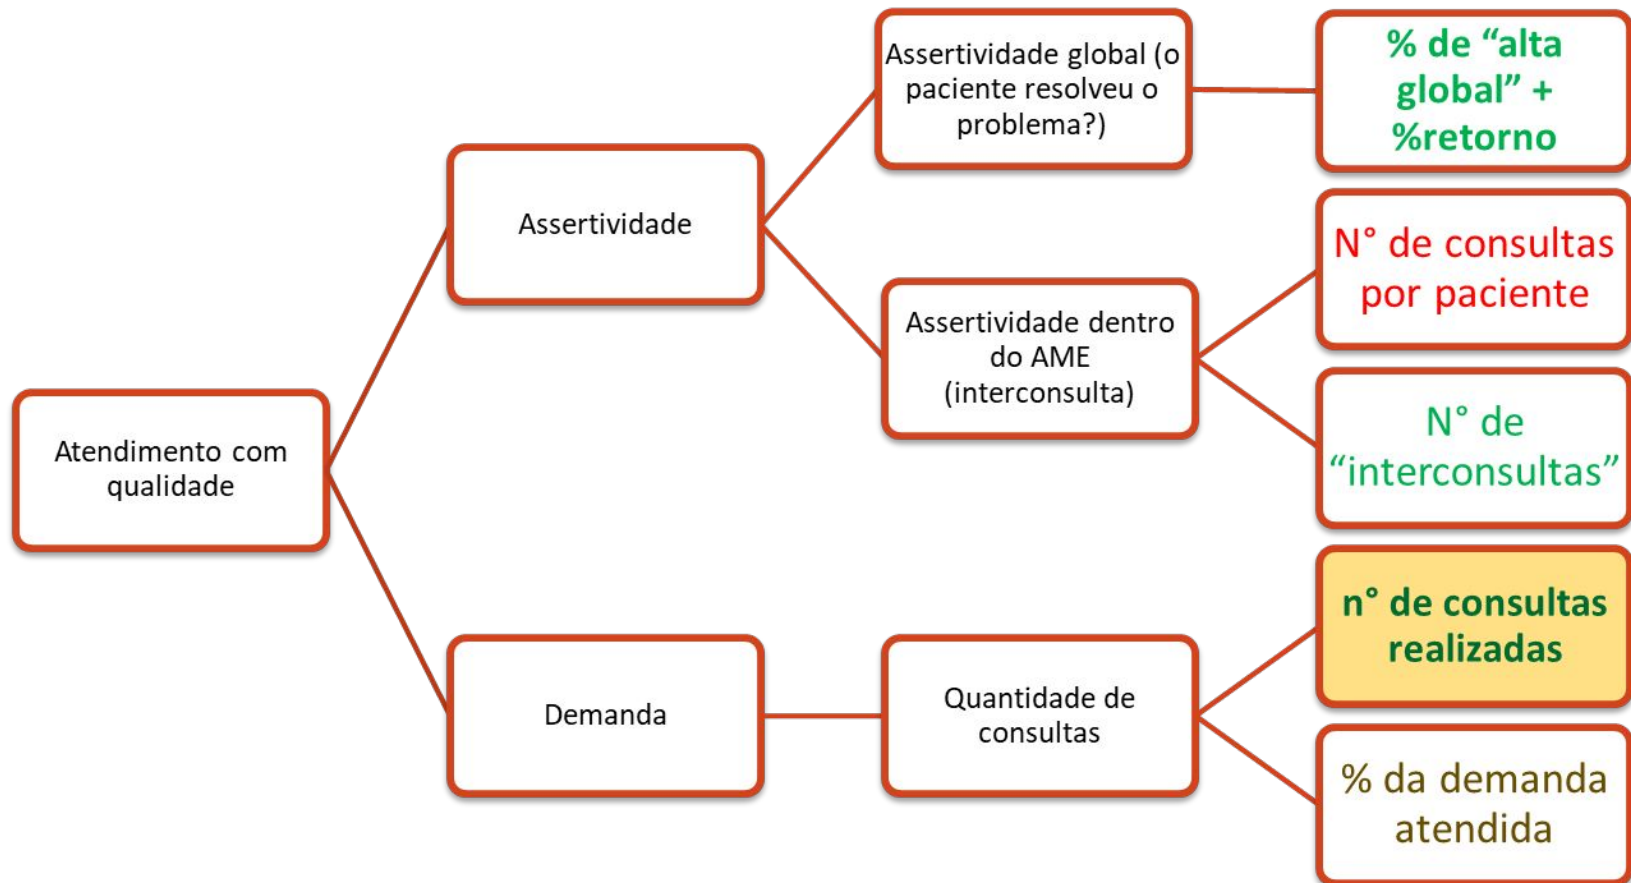 Assertividade global (o
paciente resolveu o
problema?)
% de “alta
global” +
%retorno
Assertividade
N° de consultas
por paciente
Assertividade dentro
do AME
(interconsulta)
N° de
“interconsultas”
Atendimento com
qualidade
n° de consultas
realizadas
Demanda
Quantidade de
consultas
% da demanda
atendida